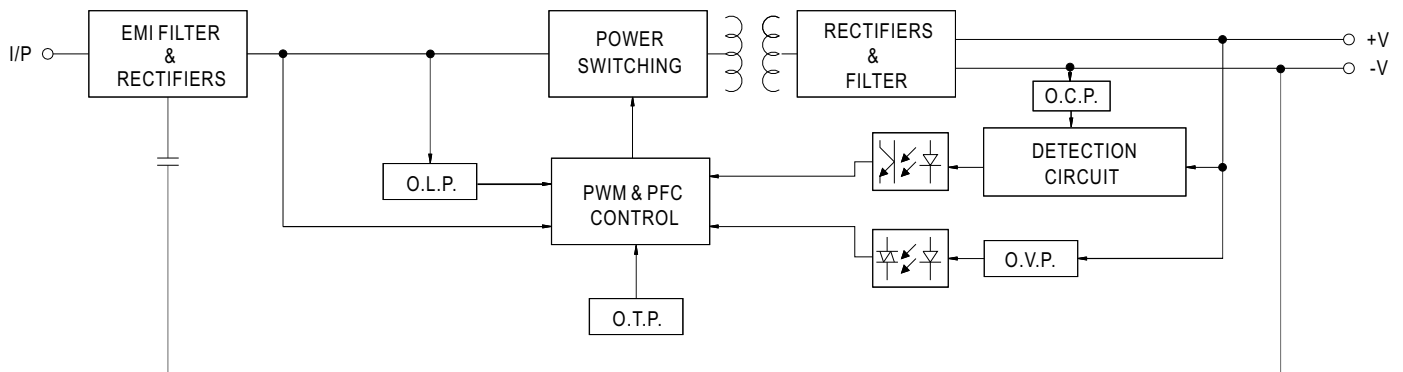 I/P
EMI FILTER
&
RECTIFIERS
POWER
SWITCHING
RECTIFIERS
&
FILTER
+V
-V
O.C.P.
DETECTION
CIRCUIT
O.L.P.
PWM & PFC
CONTROL
O.V.P.
O.T.P.